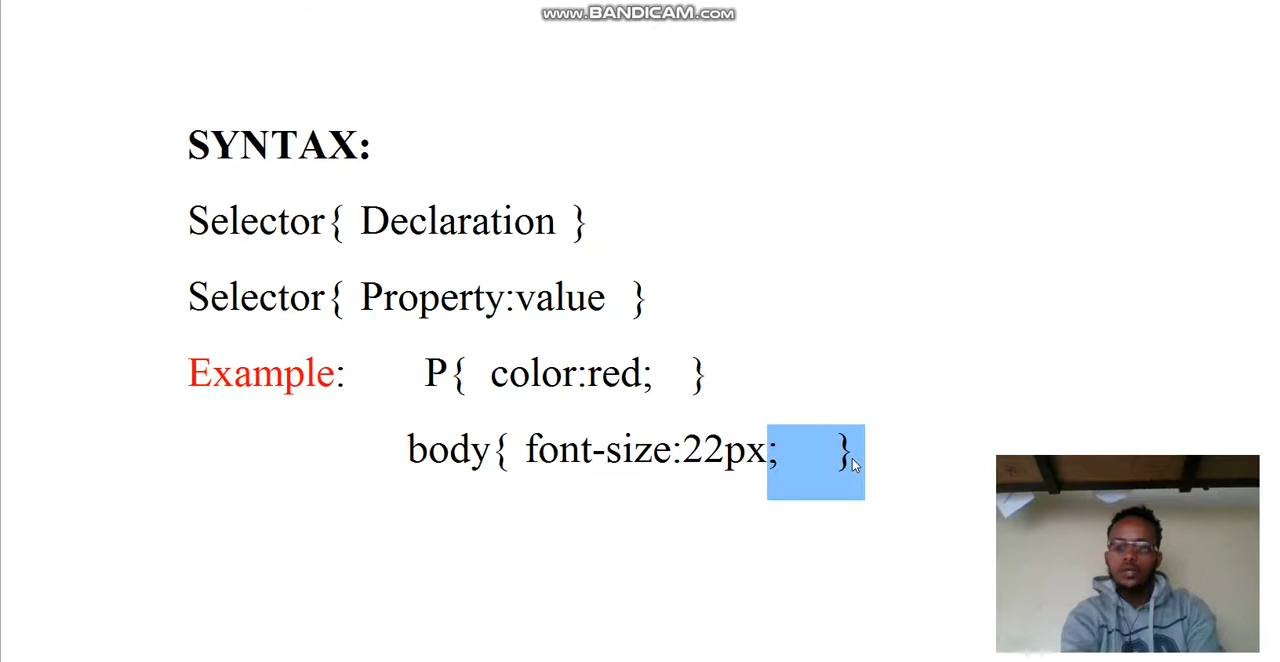 www.BANDICAM.com
SYNTAX:
Selector{ Declaration }
Selector{ Property:value }
Example: P{ color:red; }
body{ font-size:22px; }